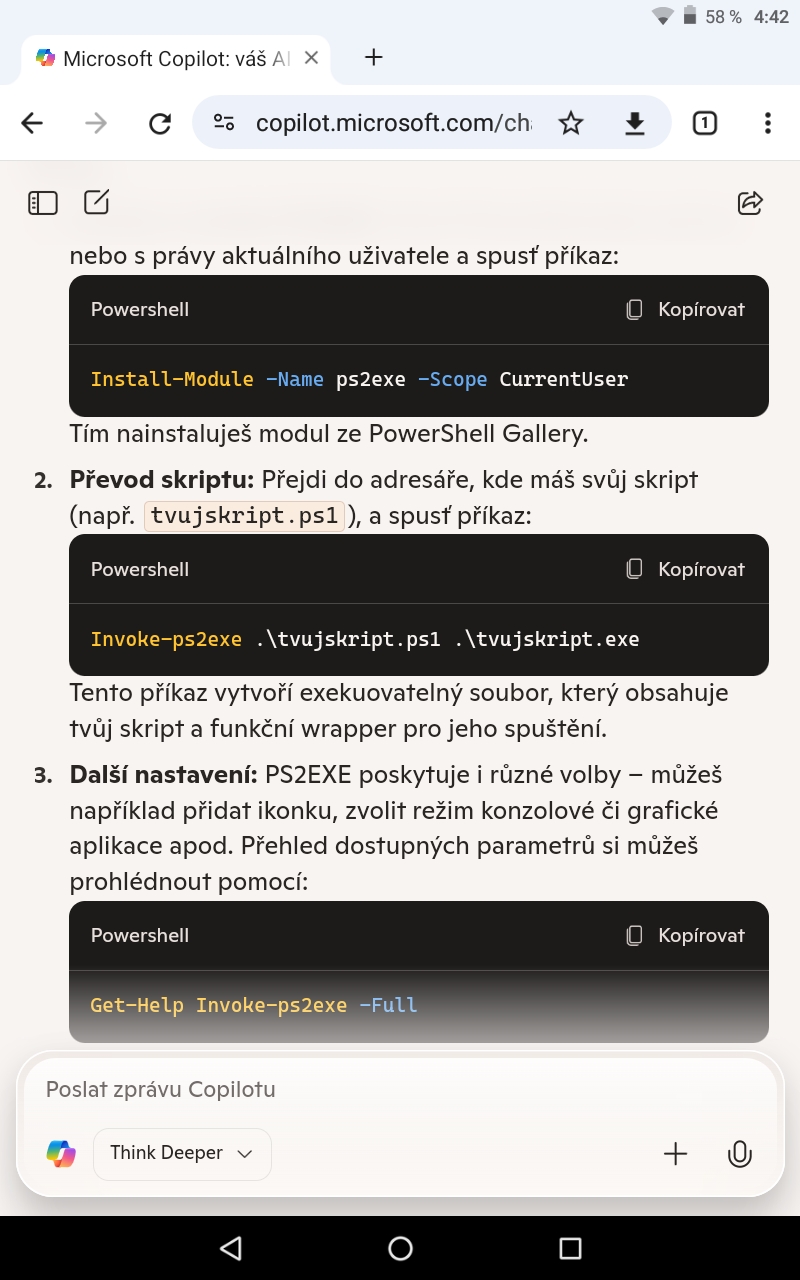 58 % 4:42
Microsoft Copilot: váš AI
copilot.microsoft.com/ch
1
nebo s právy aktuálního uživatele a spusť příkaz:
Powershell Kopírovat
Install-Module -Name ps2exe -Scope CurrentUser
Tím nainstaluješ modul ze PowerShell Gallery.
2. Převod skriptu: Přejdi do adresáře, kde máš svůj skript
(např. tvujskript.ps1), a spusť příkaz:
Powershell Kopírovat
Invoke-ps2exe .\tvujskript.ps1 .\tvujskript.exe
Tento příkaz vytvoří exekuovatelný soubor, který obsahuje
tvůj skript a funkční wrapper pro jeho spuštění.
3. Další nastavení: PS2EXE poskytuje i různé volby – můžeš
například přidat ikonku, zvolit režim konzolové či grafické
aplikace apod. Přehled dostupných parametrů si můžeš
prohlédnout pomocí:
Powershell Kopírovat
Get-Help Invoke-ps2exe -Full
Poslat zprávu Copilotu
Think Deeper